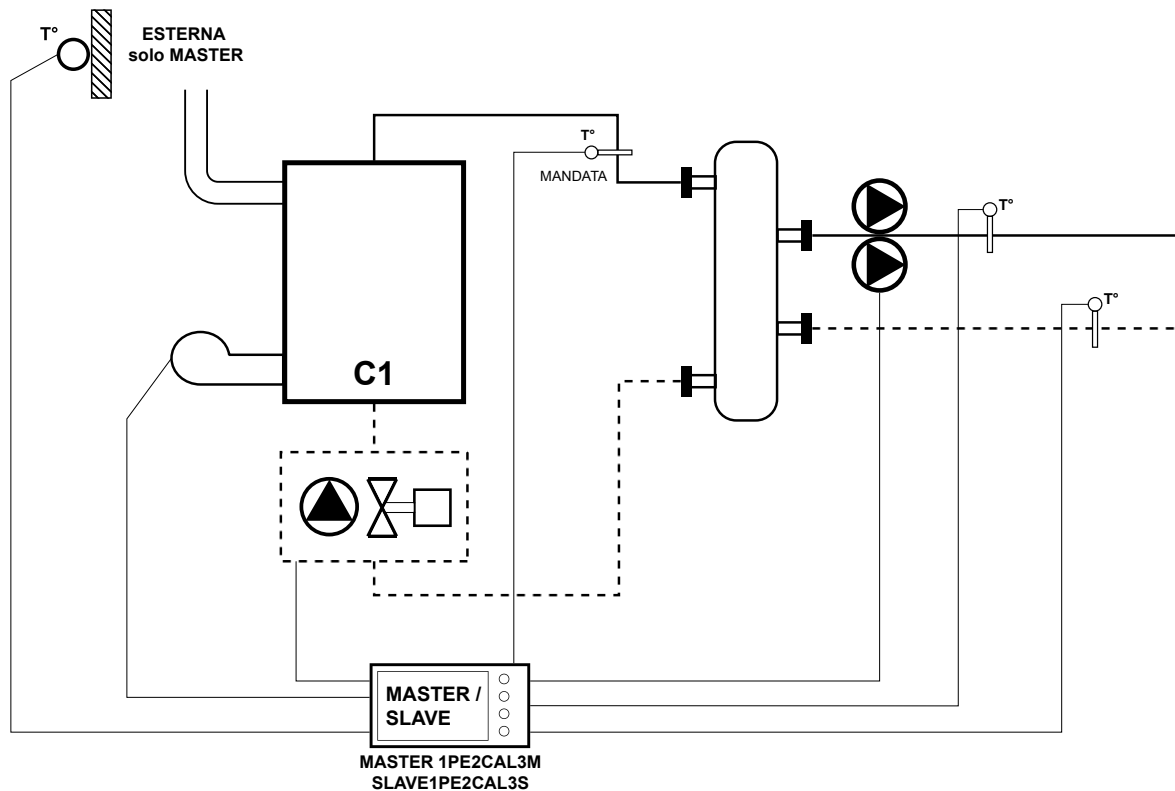 T°
ESTERNA
solo MASTER
T°
MANDATA
T°
T°
C1
MASTER /
SLAVE
MASTER 1PE2CAL3M
SLAVE1PE2CAL3S